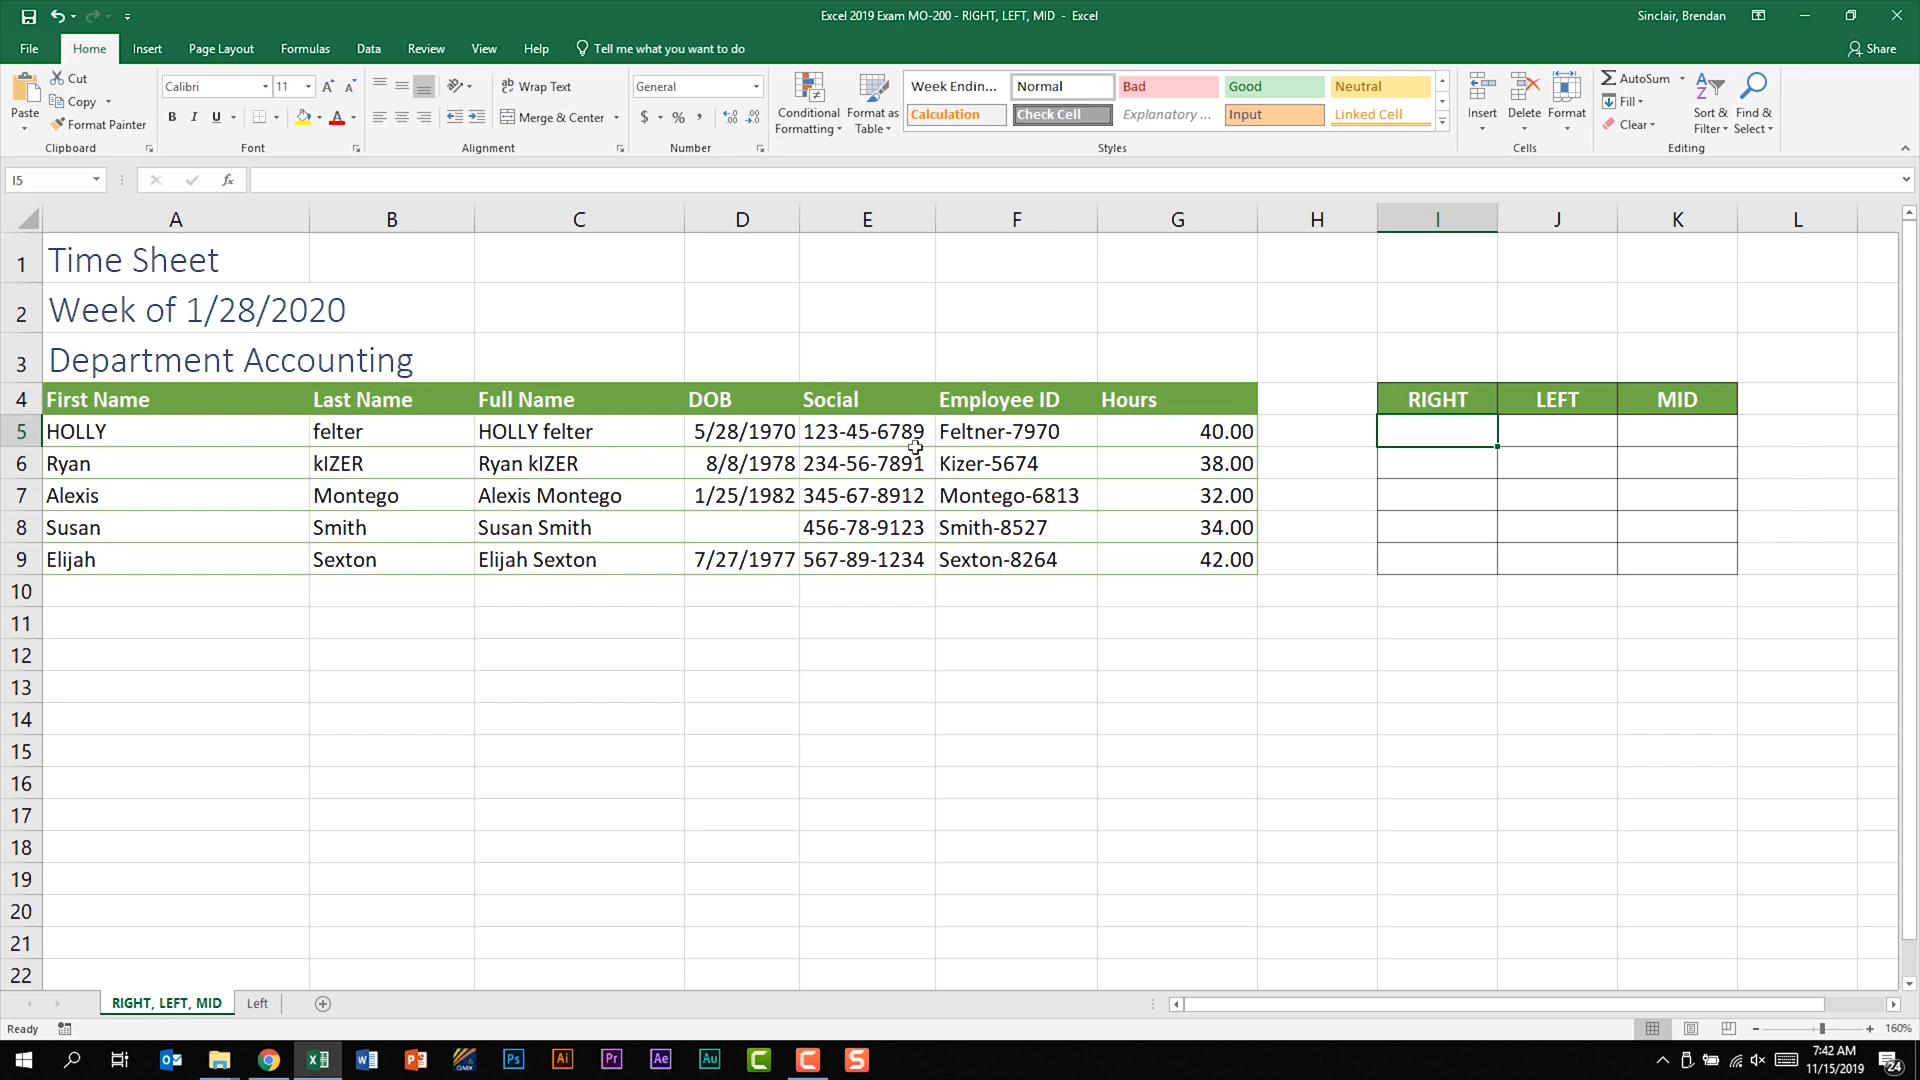 Excel 2019 Exam MO-200 - RIGHT, LEFT, MID - Excel
Sinclair, Brendan
File Home Insert Page Layout Formulas Data Review View Help Tell me what you want to do
Share
Paste
Cut
Copy
Format Painter
Clipboard
Calibri 11
B I U
Font
Wrap Text
Merge & Center
Alignment
General
$ % ,
Number
Conditional Formatting
Format as Table
Week Endin... Normal Bad Good Neutral
Calculation Check Cell Explanatory ... Input Linked Cell
Styles
Insert Delete Format
Cells
AutoSum
Fill
Clear
Sort & Filter
Find & Select
Editing
I5
fx
A B C D E F G H I J K L
1 Time Sheet
2 Week of 1/28/2020
3 Department Accounting
4 First Name Last Name Full Name DOB Social Employee ID Hours RIGHT LEFT MID
5 HOLLY felter HOLLY felter 5/28/1970 123-45-6789 Feltner-7970 40.00
6 Ryan kIZER Ryan kIZER 8/8/1978 234-56-7891 Kizer-5674 38.00
7 Alexis Montego Alexis Montego 1/25/1982 345-67-8912 Montego-6813 32.00
8 Susan Smith Susan Smith 456-78-9123 Smith-8527 34.00
9 Elijah Sexton Elijah Sexton 7/27/1977 567-89-1234 Sexton-8264 42.00
10
11
12
13
14
15
16
17
18
19
20
21
22
RIGHT, LEFT, MID Left
Ready
160%
Ps Ai Pr Ae Au
7:42 AM
11/15/2019
24